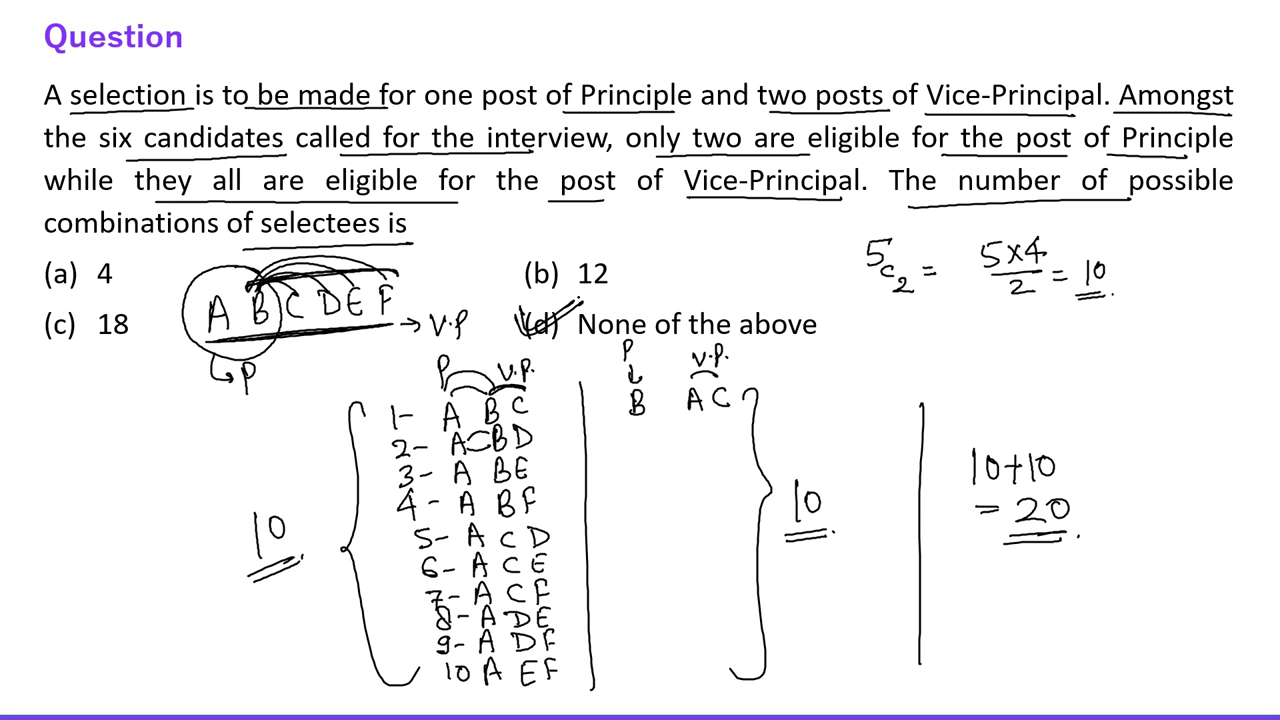 Question
A selection is to be made for one post of Principle and two posts of Vice-Principal. Amongst
the six candidates called for the interview, only two are eligible for the post of Principle
while they all are eligible for the post of Vice-Principal. The number of possible
combinations of selectees is
(a) 4
(b) 12
(c) 18
(d) None of the above
5c2 = 5×4/2 = 10
A B C D E F → V.P
P
P V.P.
1- A B C
2- A B D
3- A B E
4- A B F
5- A C D
6- A C E
7- A C F
8- A D E
9- A D F
10 A E F
10
P V.P.
B A C
10
10+10
= 20